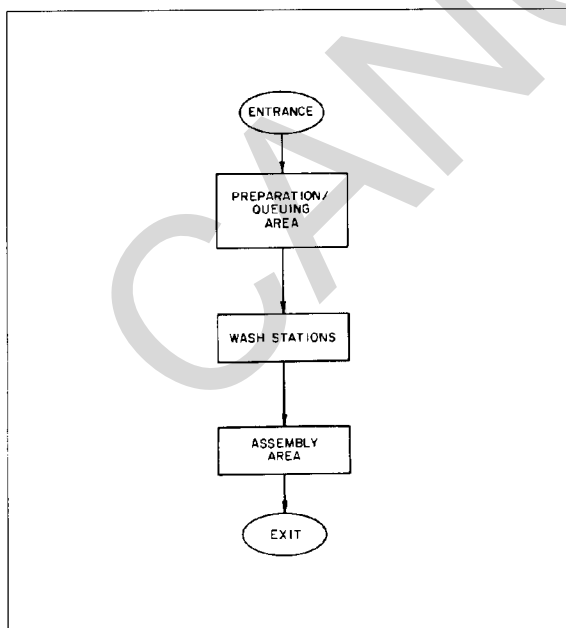 ENTRANCE
PREPARATION/
QUEUING
AREA
WASH STATIONS
ASSEMBLY
AREA
EXIT